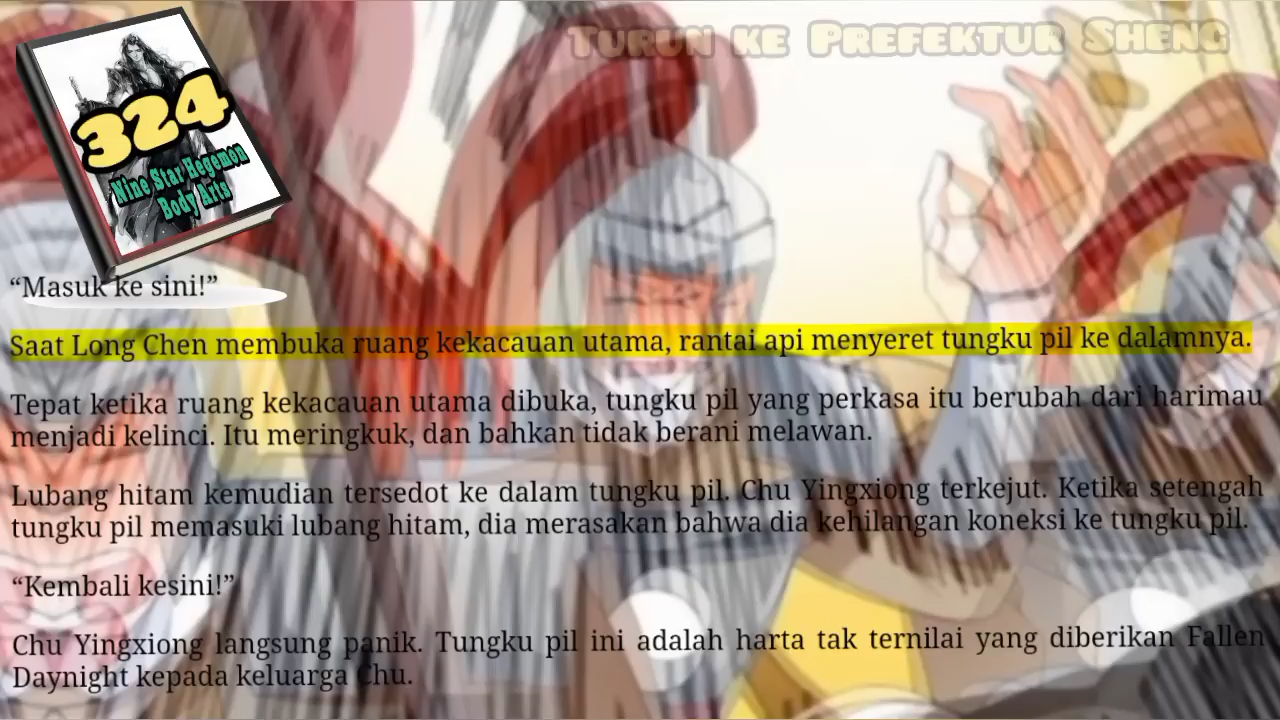 Turun ke Prefektur Sheng
324
Nine Star Hegemon
Body Arts
“Masuk ke sini!”
Saat Long Chen membuka ruang kekacauan utama, rantai api menyeret tungku pil ke dalamnya.
Tepat ketika ruang kekacauan utama dibuka, tungku pil yang perkasa itu berubah dari harimau
menjadi kelinci. Itu meringkuk, dan bahkan tidak berani melawan.
Lubang hitam kemudian tersedot ke dalam tungku pil. Chu Yingxiong terkejut. Ketika setengah
tungku pil memasuki lubang hitam, dia merasakan bahwa dia kehilangan koneksi ke tungku pil.
“Kembali kesini!”
Chu Yingxiong langsung panik. Tungku pil ini adalah harta tak ternilai yang diberikan Fallen
Daynight kepada keluarga Chu.